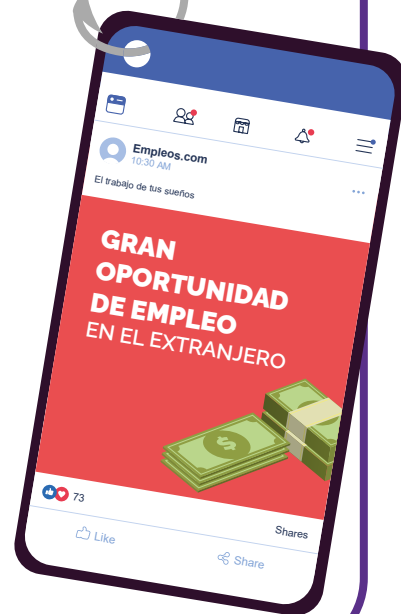 Empleos.com
10:30 AM
El trabajo de tus sueños
GRAN
OPORTUNIDAD
DE EMPLEO
EN EL EXTRANJERO
$
73
Shares
Like
Share